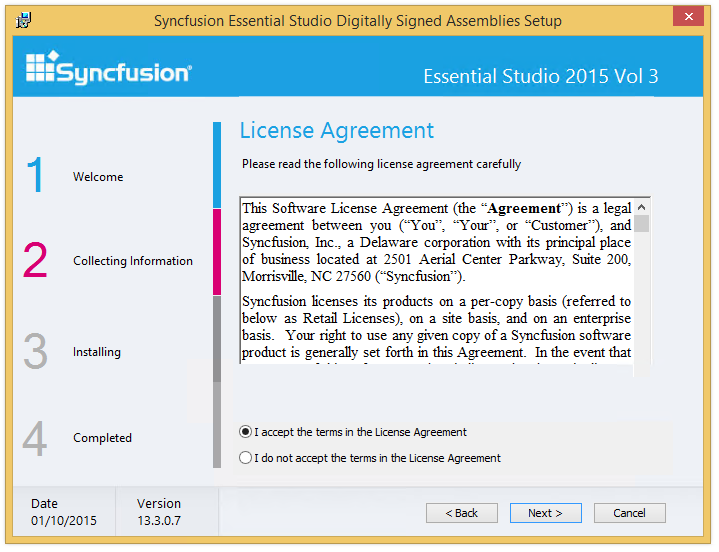 Syncfusion Essential Studio Digitally Signed Assemblies Setup
Syncfusion®
Essential Studio 2015 Vol 3
1 Welcome
2 Collecting Information
3 Installing
4 Completed
License Agreement
Please read the following license agreement carefully
This Software License Agreement (the “Agreement”) is a legal
agreement between you (“You”, “Your”, or “Customer”), and
Syncfusion, Inc., a Delaware corporation with its principal place
of business located at 2501 Aerial Center Parkway, Suite 200,
Morrisville, NC 27560 (“Syncfusion”).
Syncfusion licenses its products on a per-copy basis (referred to
below as Retail Licenses), on a site basis, and on an enterprise
basis. Your right to use any given copy of a Syncfusion software
product is generally set forth in this Agreement. In the event that
I accept the terms in the License Agreement
I do not accept the terms in the License Agreement
Date
01/10/2015
Version
13.3.0.7
< Back
Next >
Cancel